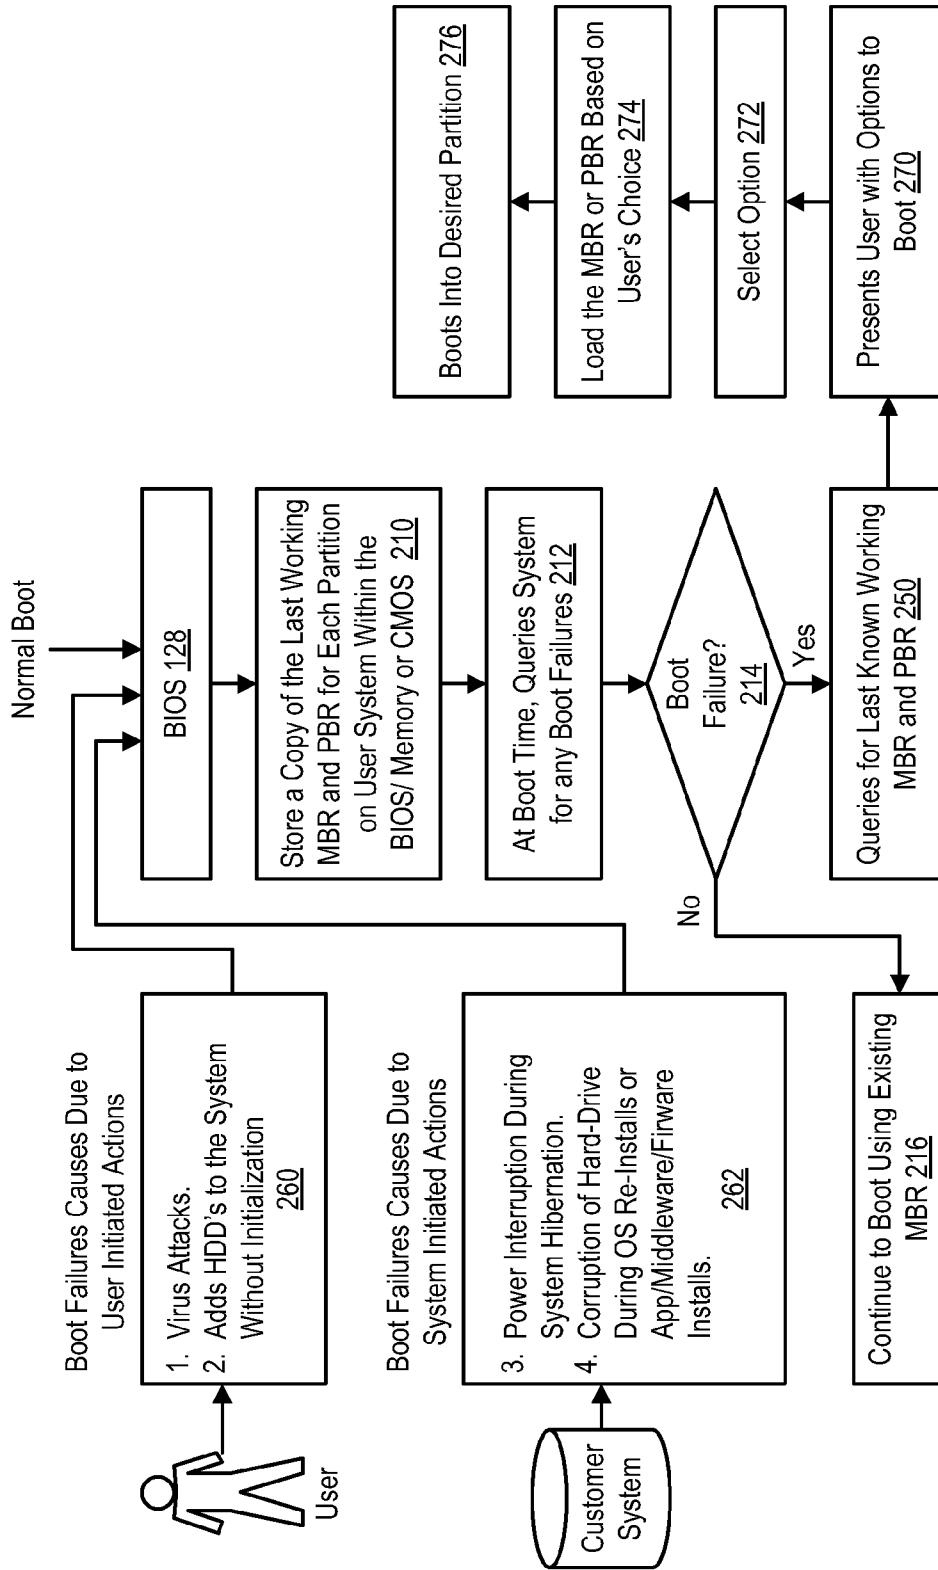 Normal Boot
Boot Failures Causes Due to
User Initiated Actions
1. Virus Attacks.
2. Adds HDD's to the System
Without Initialization
260
User
Boot Failures Causes Due to
System Initiated Actions
3. Power Interruption During
System Hibernation.
4. Corruption of Hard-Drive
During OS Re-Installs or
App/Middleware/Firware
Installs.
262
Customer
System
BIOS 128
Store a Copy of the Last Working
MBR and PBR for Each Partition
on User System Within the
BIOS/ Memory or CMOS 210
At Boot Time, Queries System
for any Boot Failures 212
Boot
Failure?
214
No
Yes
Continue to Boot Using Existing
MBR 216
Queries for Last Known Working
MBR and PBR 250
Presents User with Options to
Boot 270
Select Option 272
Load the MBR or PBR Based on
User's Choice 274
Boots Into Desired Partition 276